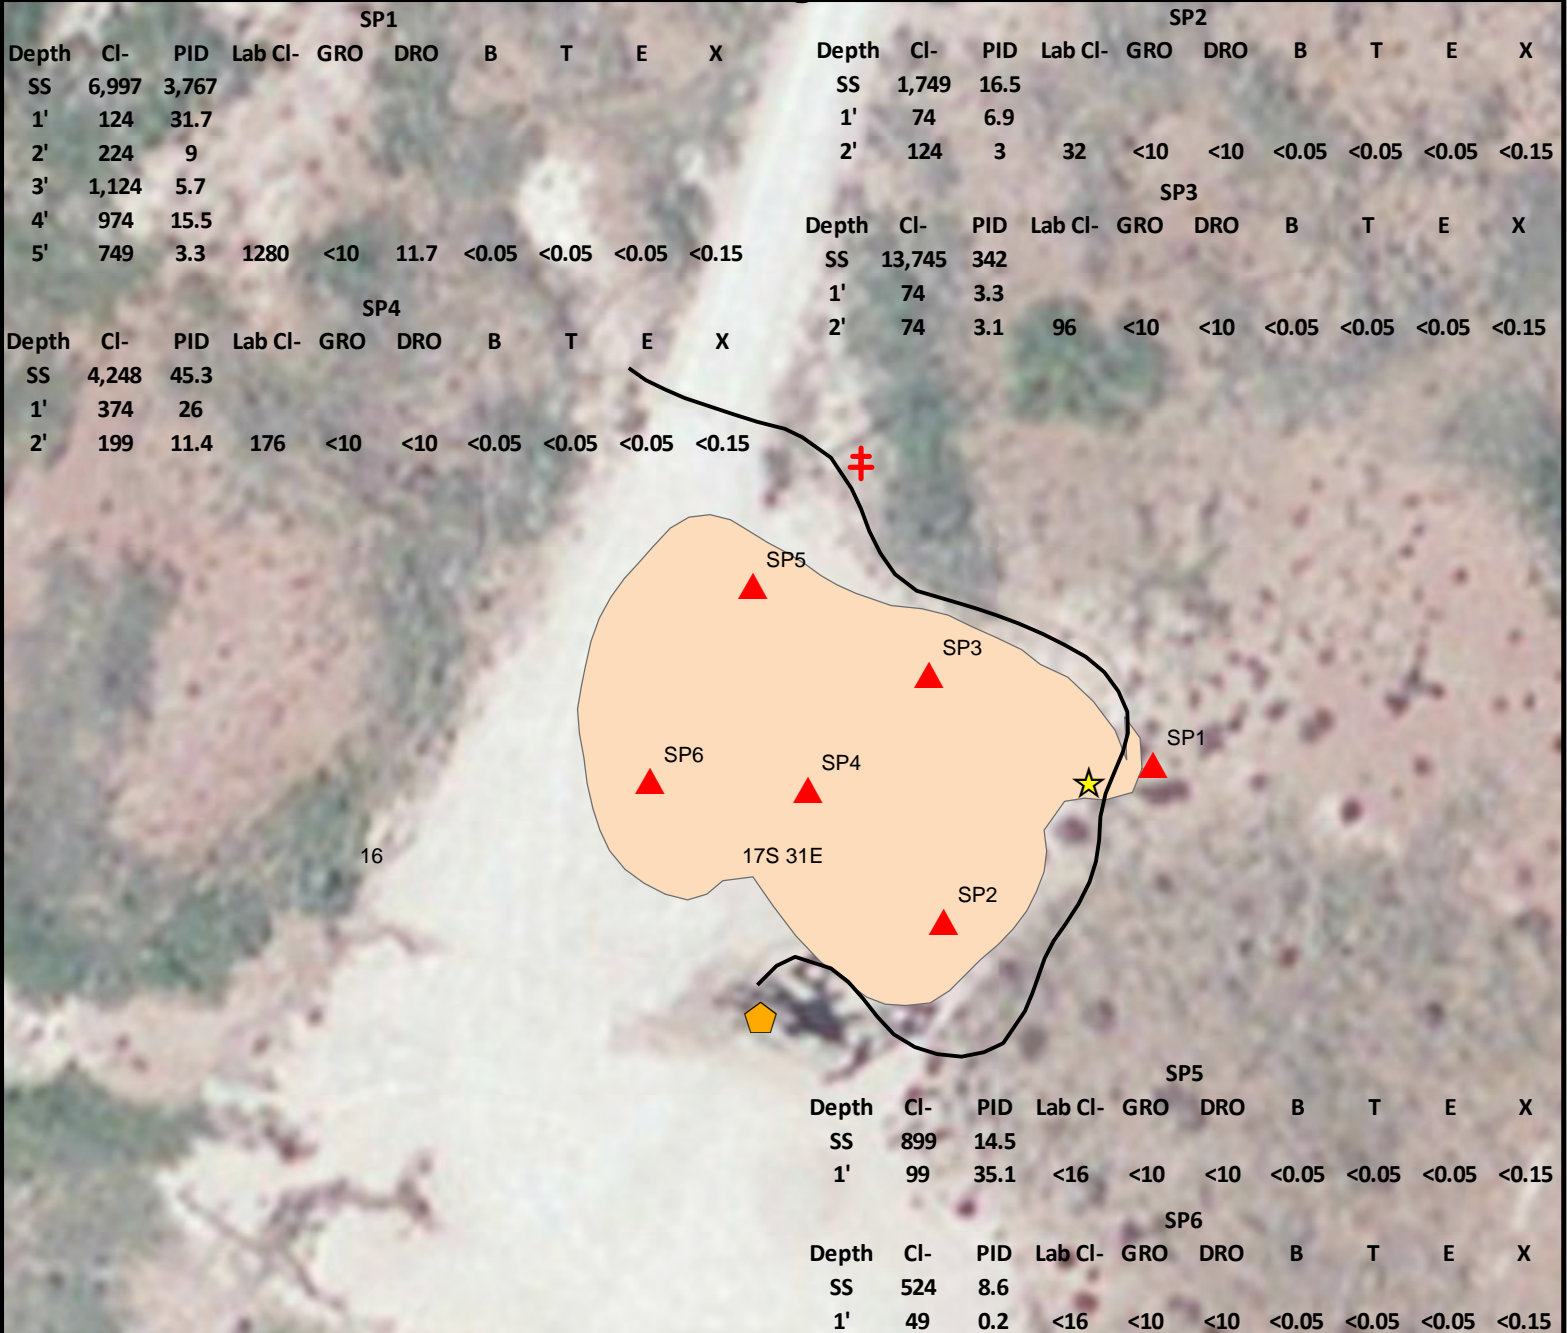 SP1
Depth Cl- PID Lab Cl- GRO DRO B T E X
SS 6,997 3,767
1' 124 31.7
2' 224 9
3' 1,124 5.7
4' 974 15.5
5' 749 3.3 1280 <10 11.7 <0.05 <0.05 <0.05 <0.15
SP2
Depth Cl- PID Lab Cl- GRO DRO B T E X
SS 1,749 16.5
1' 74 6.9
2' 124 3 32 <10 <10 <0.05 <0.05 <0.05 <0.15
SP3
Depth Cl- PID Lab Cl- GRO DRO B T E X
SS 13,745 342
1' 74 3.3
2' 74 3.1 96 <10 <10 <0.05 <0.05 <0.05 <0.15
SP4
Depth Cl- PID Lab Cl- GRO DRO B T E X
SS 4,248 45.3
1' 374 26
2' 199 11.4 176 <10 <10 <0.05 <0.05 <0.05 <0.15
SP5
SP3
SP1
SP6
SP4
16
17S 31E
SP2
SP5
Depth Cl- PID Lab Cl- GRO DRO B T E X
SS 899 14.5
1' 99 35.1 <16 <10 <10 <0.05 <0.05 <0.05 <0.15
SP6
Depth Cl- PID Lab Cl- GRO DRO B T E X
SS 524 8.6
1' 49 0.2 <16 <10 <10 <0.05 <0.05 <0.05 <0.15